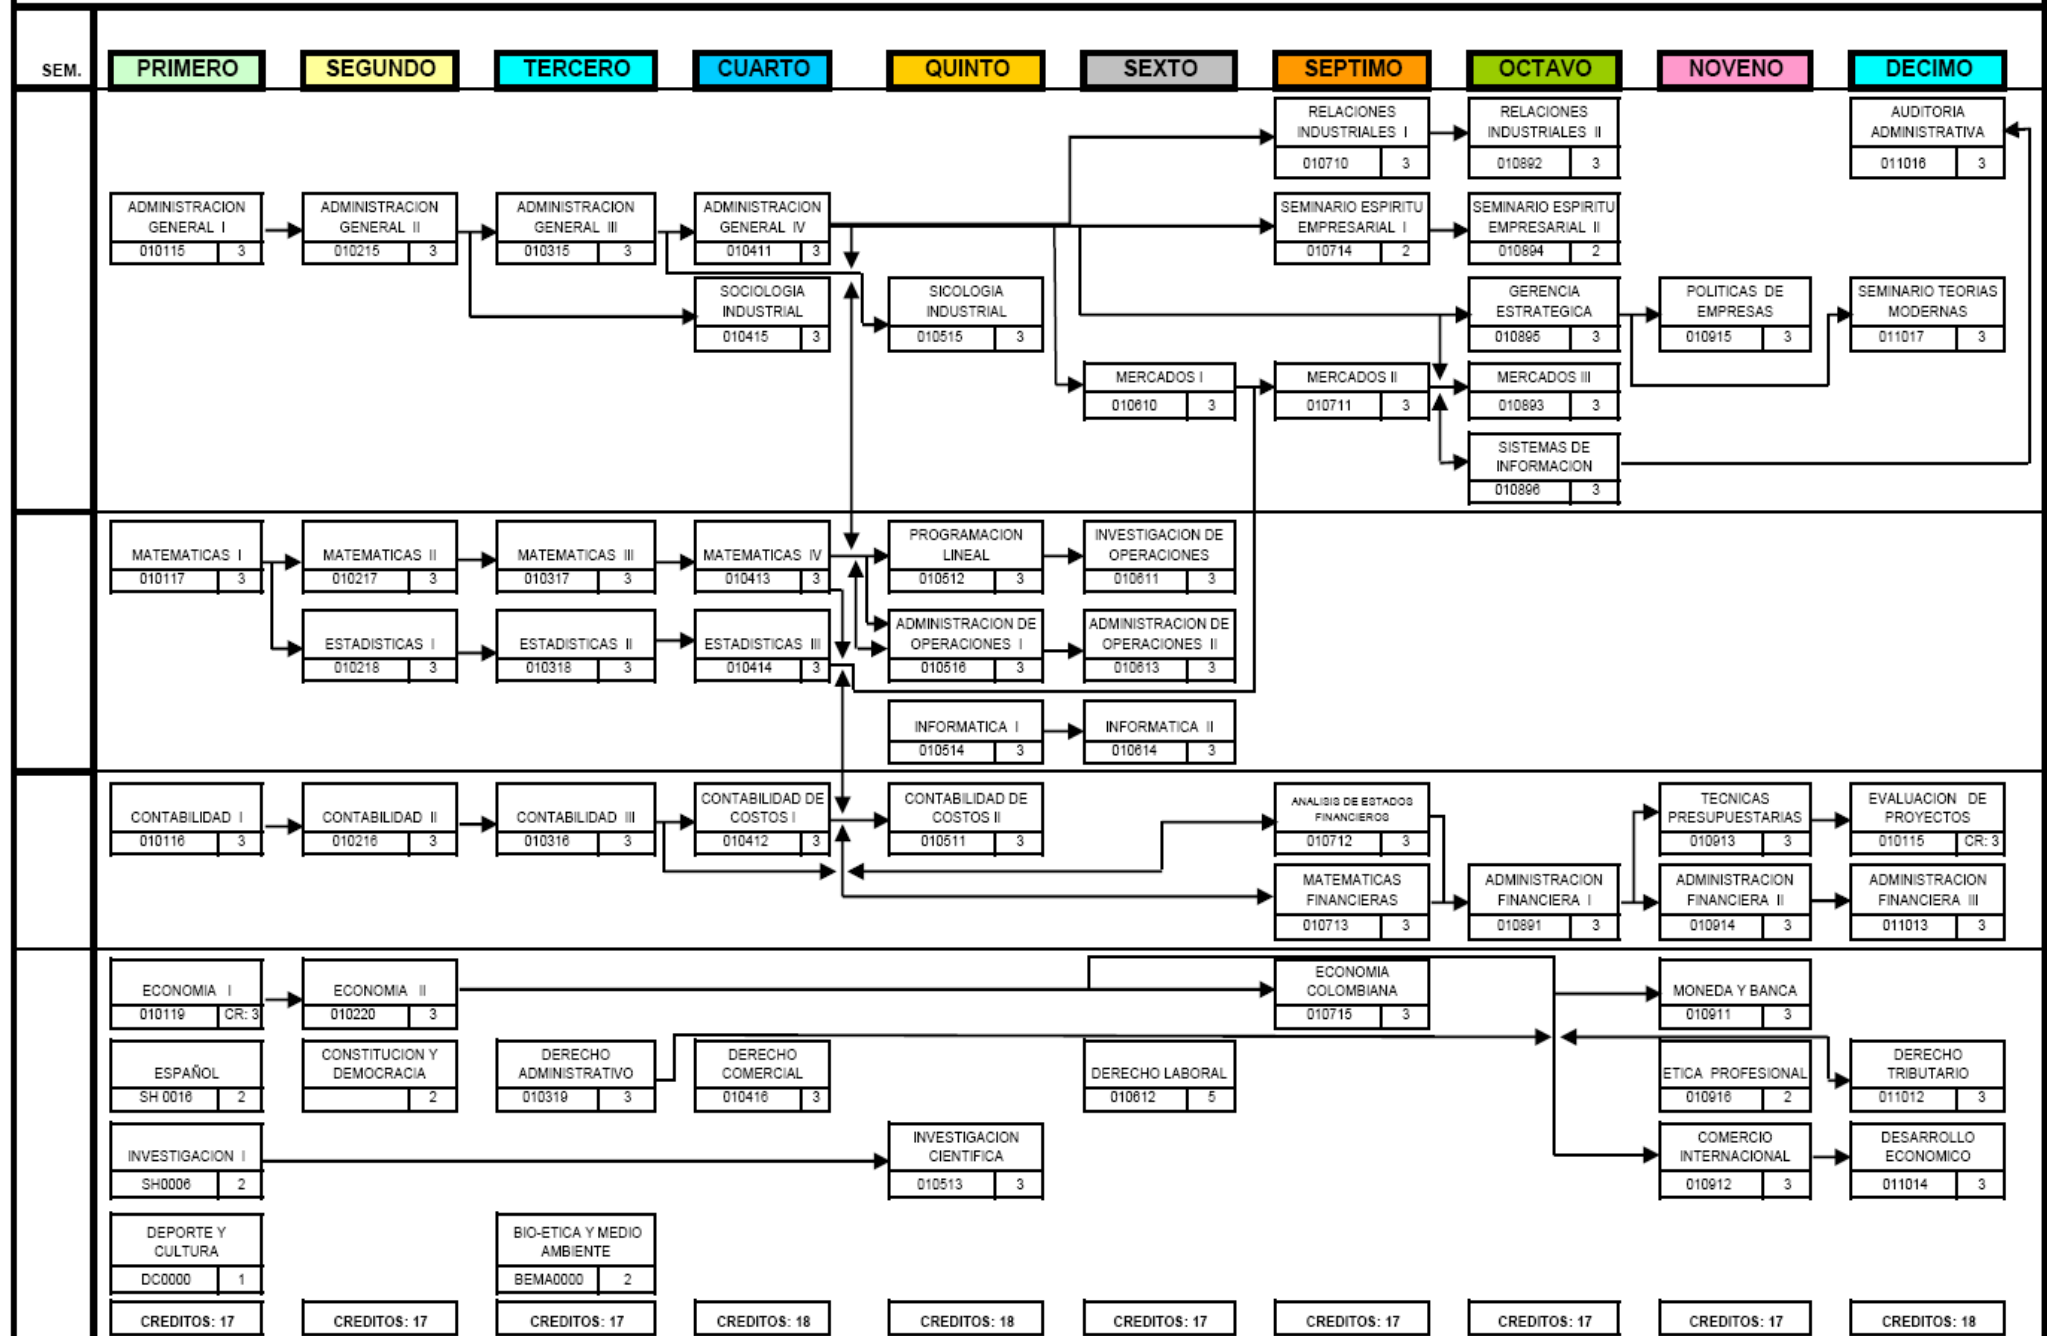 SEM.
PRIMERO
SEGUNDO
TERCERO
CUARTO
QUINTO
SEXTO
SEPTIMO
OCTAVO
NOVENO
DECIMO
RELACIONES
INDUSTRIALES I
010710 3
RELACIONES
INDUSTRIALES II
010892 3
AUDITORIA
ADMINISTRATIVA
011016 3
ADMINISTRACION
GENERAL I
010115 3
ADMINISTRACION
GENERAL II
010215 3
ADMINISTRACION
GENERAL III
010315 3
ADMINISTRACION
GENERAL IV
010411 3
SEMINARIO ESPIRITU
EMPRESARIAL I
010714 2
SEMINARIO ESPIRITU
EMPRESARIAL II
010894 2
SOCIOLOGIA
INDUSTRIAL
010415 3
SICOLOGIA
INDUSTRIAL
010515 3
GERENCIA
ESTRATEGICA
010895 3
POLITICAS DE
EMPRESAS
010915 3
SEMINARIO TEORIAS
MODERNAS
011017 3
MERCADOS I
010610 3
MERCADOS II
010711 3
MERCADOS III
010893 3
SISTEMAS DE
INFORMACION
010896 3
MATEMATICAS I
010117 3
MATEMATICAS II
010217 3
MATEMATICAS III
010317 3
MATEMATICAS IV
010413 3
PROGRAMACION
LINEAL
010512 3
INVESTIGACION DE
OPERACIONES
010611 3
ESTADISTICAS I
010218 3
ESTADISTICAS II
010318 3
ESTADISTICAS III
010414 3
ADMINISTRACION DE
OPERACIONES I
010516 3
ADMINISTRACION DE
OPERACIONES II
010613 3
INFORMATICA I
010514 3
INFORMATICA II
010614 3
CONTABILIDAD I
010116 3
CONTABILIDAD II
010216 3
CONTABILIDAD III
010316 3
CONTABILIDAD DE
COSTOS I
010412 3
CONTABILIDAD DE
COSTOS II
010511 3
ANALISIS DE ESTADOS
FINANCIEROS
010712 3
TECNICAS
PRESUPUESTARIAS
010913 3
EVALUACION DE
PROYECTOS
010115 CR: 3
MATEMATICAS
FINANCIERAS
010713 3
ADMINISTRACION
FINANCIERA I
010891 3
ADMINISTRACION
FINANCIERA II
010914 3
ADMINISTRACION
FINANCIERA III
011013 3
ECONOMIA I
010119 CR: 3
ECONOMIA II
010220 3
ECONOMIA
COLOMBIANA
010715 3
MONEDA Y BANCA
010911 3
ESPAÑOL
SH 0016 2
CONSTITUCION Y
DEMOCRACIA
2
DERECHO
ADMINISTRATIVO
010319 3
DERECHO
COMERCIAL
010416 3
DERECHO LABORAL
010612 5
ETICA PROFESIONAL
010916 2
DERECHO
TRIBUTARIO
011012 3
INVESTIGACION I
SH0006 2
INVESTIGACION
CIENTIFICA
010513 3
COMERCIO
INTERNACIONAL
010912 3
DESARROLLO
ECONOMICO
011014 3
DEPORTE Y
CULTURA
DC0000 1
BIO-ETICA Y MEDIO
AMBIENTE
BEMA0000 2
CREDITOS: 17
CREDITOS: 17
CREDITOS: 17
CREDITOS: 18
CREDITOS: 18
CREDITOS: 17
CREDITOS: 17
CREDITOS: 17
CREDITOS: 17
CREDITOS: 18